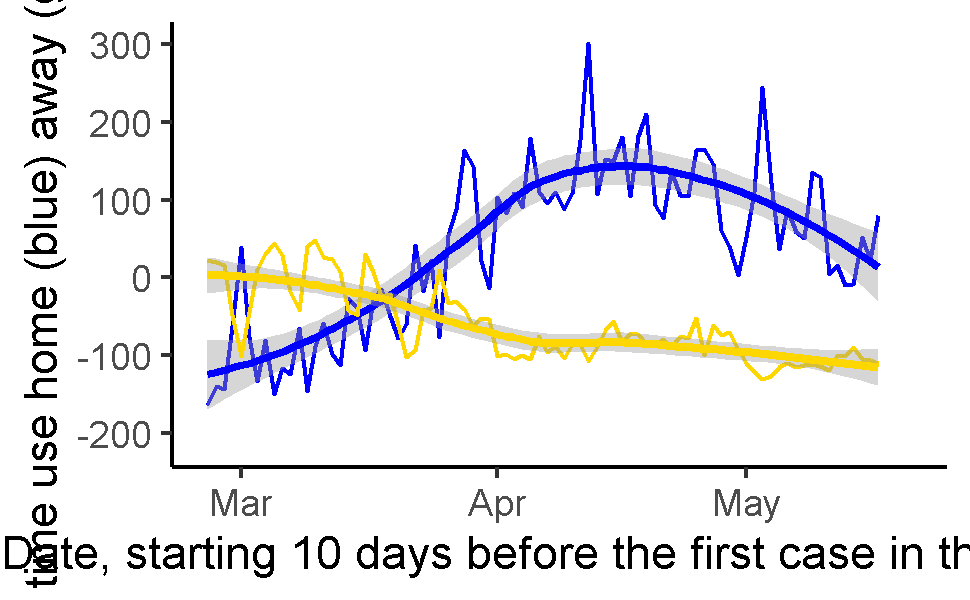 time use home (blue) away (
300
200
100
0
-100
-200
Mar Apr May
Date, starting 10 days before the first case in th